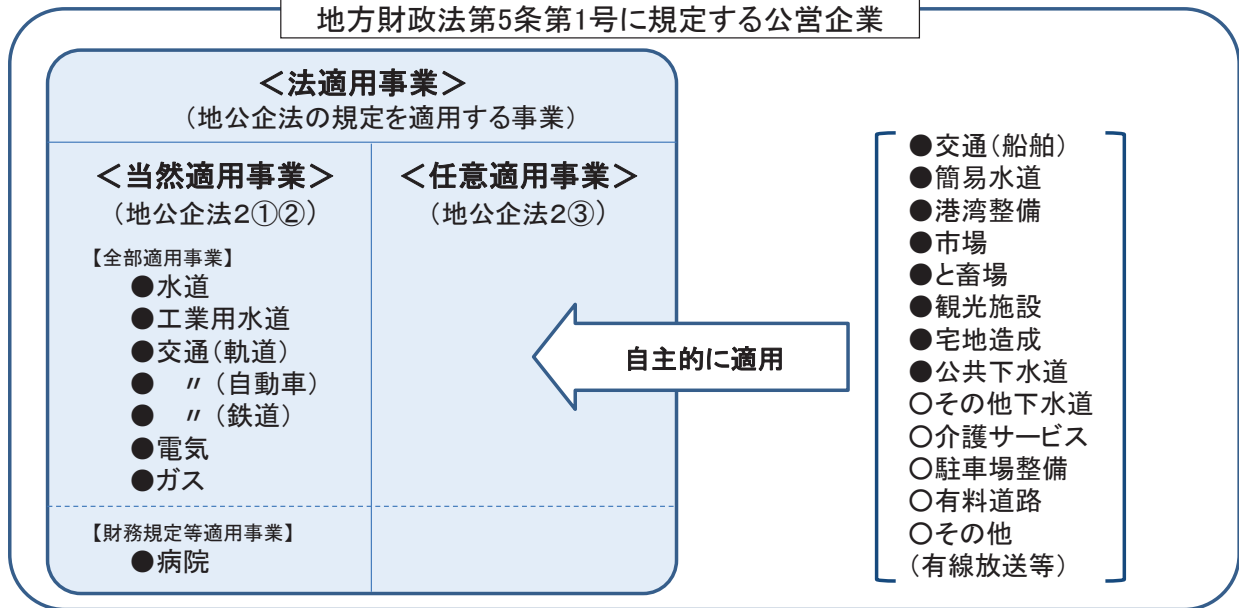 地方財政法第5条第1号に規定する公営企業
＜法適用事業＞
（地公企法の規定を適用する事業）
＜当然適用事業＞
（地公企法2①②）
【全部適用事業】
●水道
●工業用水道
●交通（軌道）
●　〃（自動車）
●　〃（鉄道）
●電気
●ガス
【財務規定等適用事業】
●病院
＜任意適用事業＞
（地公企法2③）
自主的に適用
●交通（船舶）
●簡易水道
●港湾整備
●市場
●と畜場
●観光施設
●宅地造成
●公共下水道
○その他下水道
○介護サービス
○駐車場整備
○有料道路
○その他
（有線放送等）